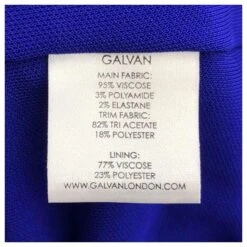 GALVAN
MAIN FABRIC:
95% VISCOSE
3% POLYAMIDE
2% ELASTANE
TRIM FABRIC:
82% TRI ACETATE
18% POLYESTER
LINING:
77% VISCOSE
23% POLYESTER
WWW.GALVANLONDON.COM